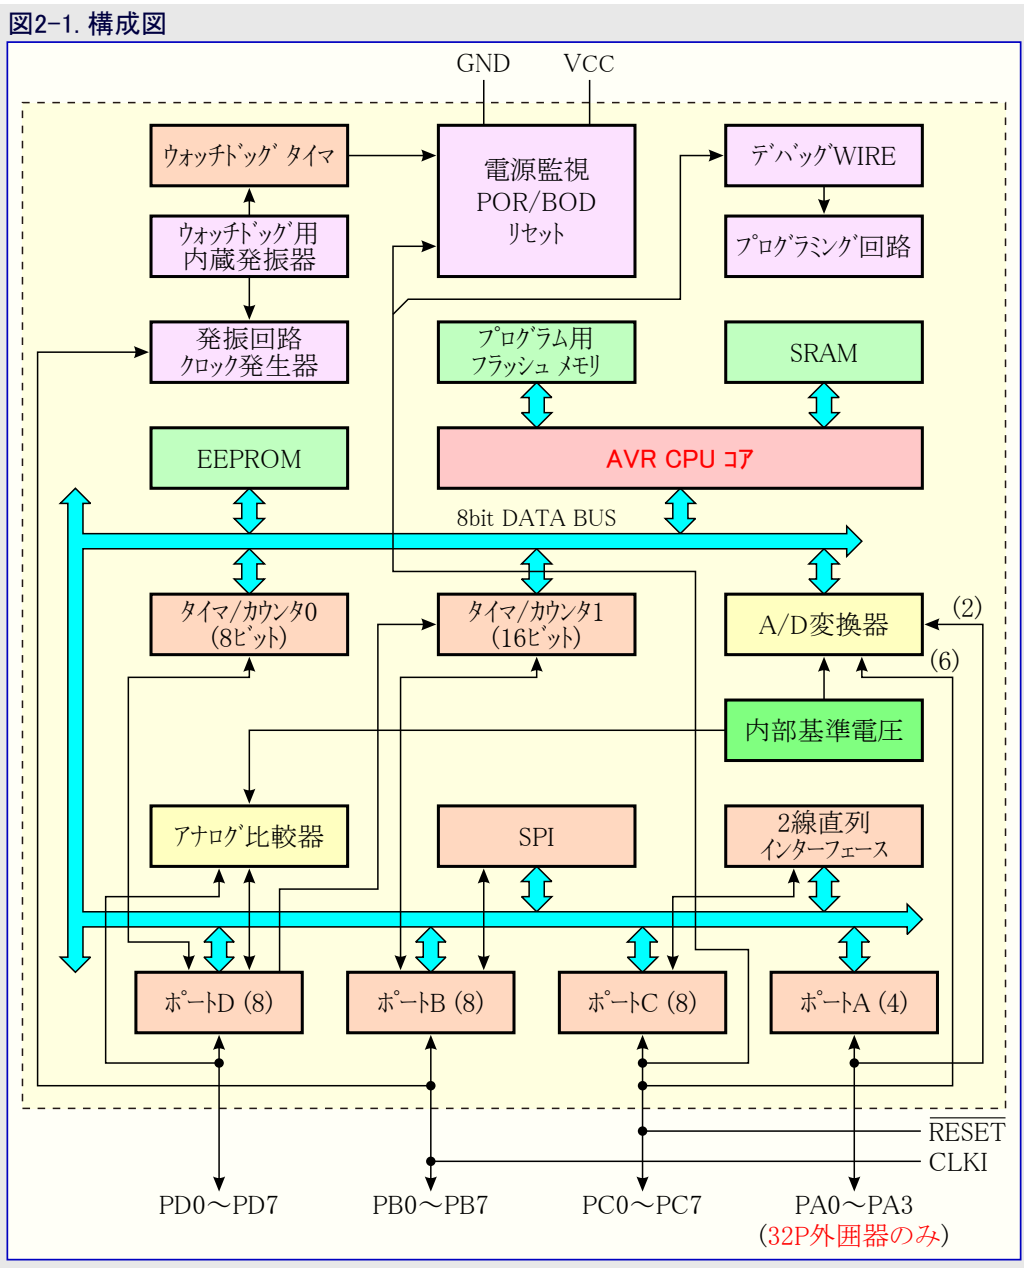 図2-1. 構成図
GND
VCC
ウォッチドッグ タイマ
電源監視
POR/BOD
リセット
デバッグWIRE
ウォッチドッグ用
内蔵発振器
プログラミング回路
発振回路
クロック発生器
プログラム用
フラッシュ メモリ
SRAM
EEPROM
AVR CPU コア
8bit DATA BUS
タイマ/カウンタ0
(8ビット)
タイマ/カウンタ1
(16ビット)
A/D変換器
(2)
(6)
内部基準電圧
アナログ比較器
SPI
2線直列
インターフェース
ポートD (8)
ポートB (8)
ポートC (8)
ポートA (4)
RESET
CLKI
PD0～PD7
PB0～PB7
PC0～PC7
PA0～PA3
(32P外囲器のみ)